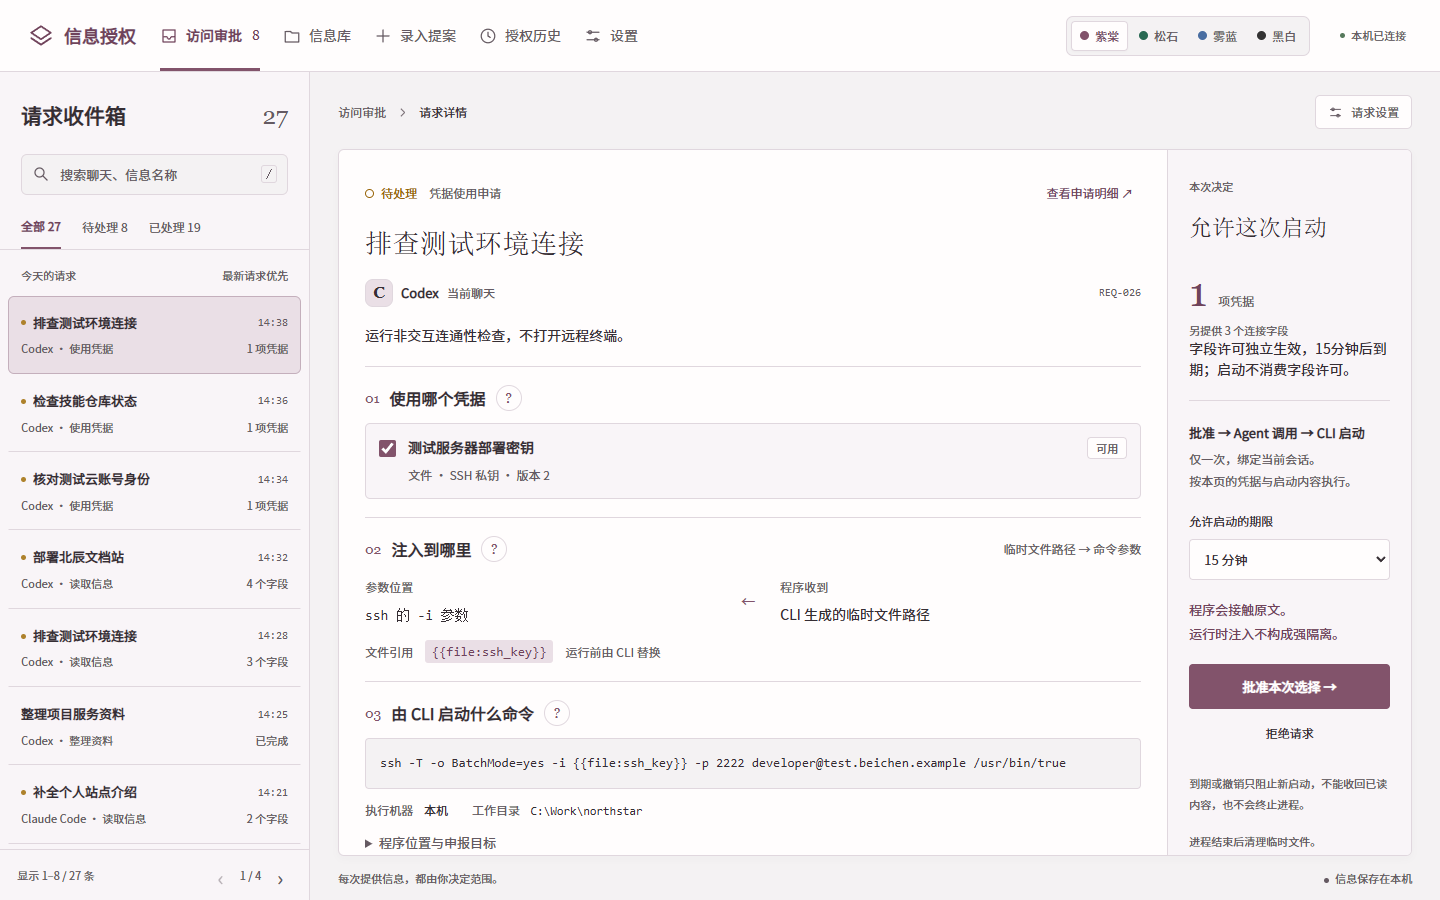 信息授权
访问审批 8
信息库
录入提案
授权历史
设置
紫棠
松石
雾蓝
黑白
本机已连接
请求收件箱 27
搜索聊天、信息名称 /
全部 27 待处理 8 已处理 19
今天的请求 最新请求优先
排查测试环境连接 14:38
Codex · 使用凭据 1 项凭据
检查技能仓库状态 14:36
Codex · 使用凭据 1 项凭据
核对测试云账号身份 14:34
Codex · 使用凭据 1 项凭据
部署北辰文档站 14:32
Codex · 读取信息 4 个字段
排查测试环境连接 14:28
Codex · 读取信息 3 个字段
整理项目服务资料 14:25
Codex · 整理资料 已完成
补全个人站点介绍 14:21
Claude Code · 读取信息 2 个字段
显示 1–8 / 27 条 ‹ 1 / 4 ›
访问审批 > 请求详情
请求设置
待处理 凭据使用申请 查看申请明细 ↗
排查测试环境连接
C Codex 当前聊天 REQ-026
运行非交互连通性检查，不打开远程终端。
01 使用哪个凭据 ?
测试服务器部署密钥 可用
文件 · SSH 私钥 · 版本 2
02 注入到哪里 ? 临时文件路径 → 命令参数
参数位置 程序收到
ssh 的 -i 参数 ← CLI 生成的临时文件路径
文件引用 {{file:ssh_key}} 运行前由 CLI 替换
03 由 CLI 启动什么命令 ?
ssh -T -o BatchMode=yes -i {{file:ssh_key}} -p 2222 developer@test.beichen.example /usr/bin/true
执行机器 本机 工作目录 C:\Work\northstar
▶ 程序位置与申报目标
本次决定
允许这次启动
1 项凭据
另提供 3 个连接字段
字段许可独立生效，15分钟后到
期；启动不消费字段许可。
批准 → Agent 调用 → CLI 启动
仅一次，绑定当前会话。
按本页的凭据与启动内容执行。
允许启动的期限
15 分钟
程序会接触原文。
运行时注入不构成强隔离。
批准本次选择 →
拒绝请求
到期或撤销只阻止新启动，不能收回已读
内容，也不会终止进程。
进程结束后清理临时文件。
每次提供信息，都由你决定范围。
信息保存在本机